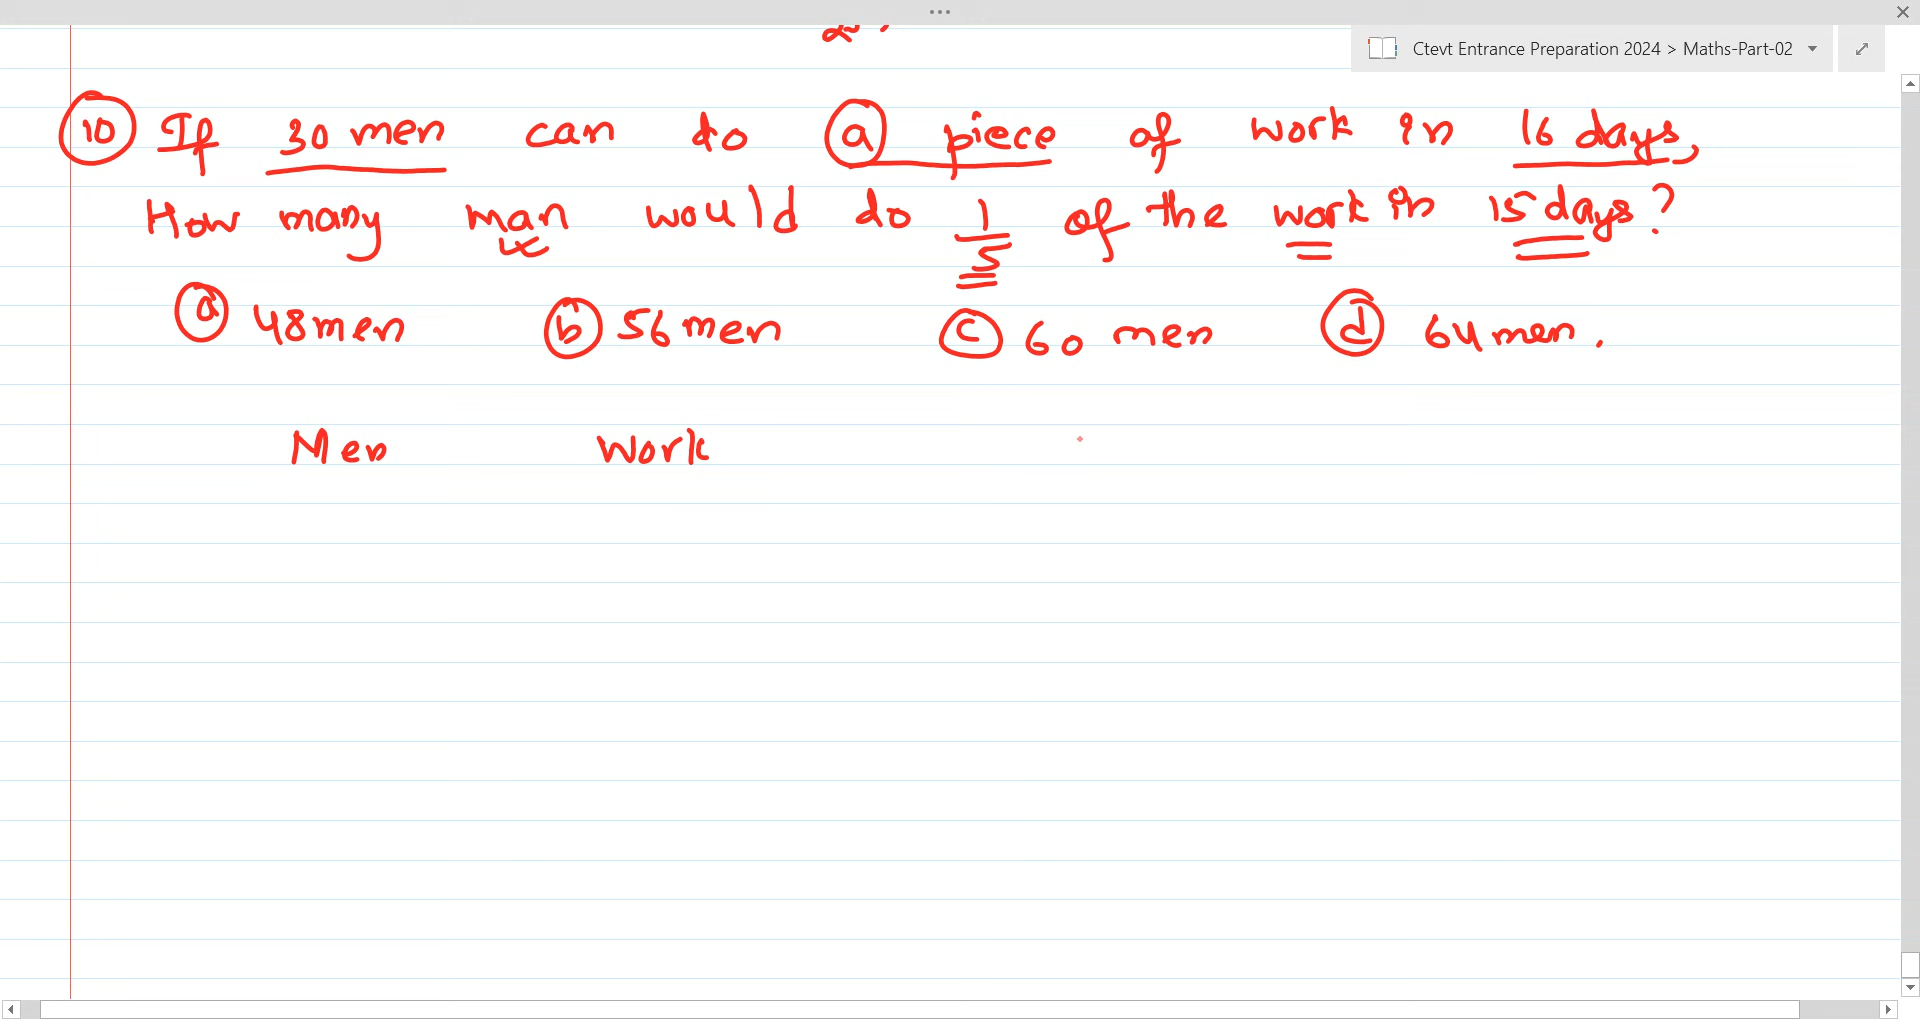 Ctevt Entrance Preparation 2024 > Maths-Part-02
10 If 30 men can do a piece of work in 16 days,
How many man would do 1/5 of the work in 15 days?
a 48 men b 56 men c 60 men d 64 men.
Men Work